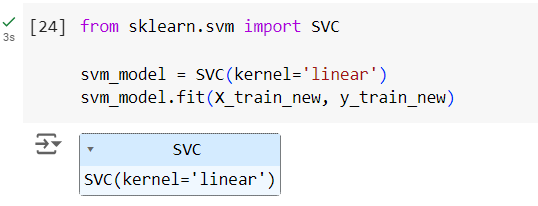 [24] from sklearn.svm import SVC
3s
svm_model = SVC(kernel='linear')
svm_model.fit(X_train_new, y_train_new)
SVC
SVC(kernel='linear')